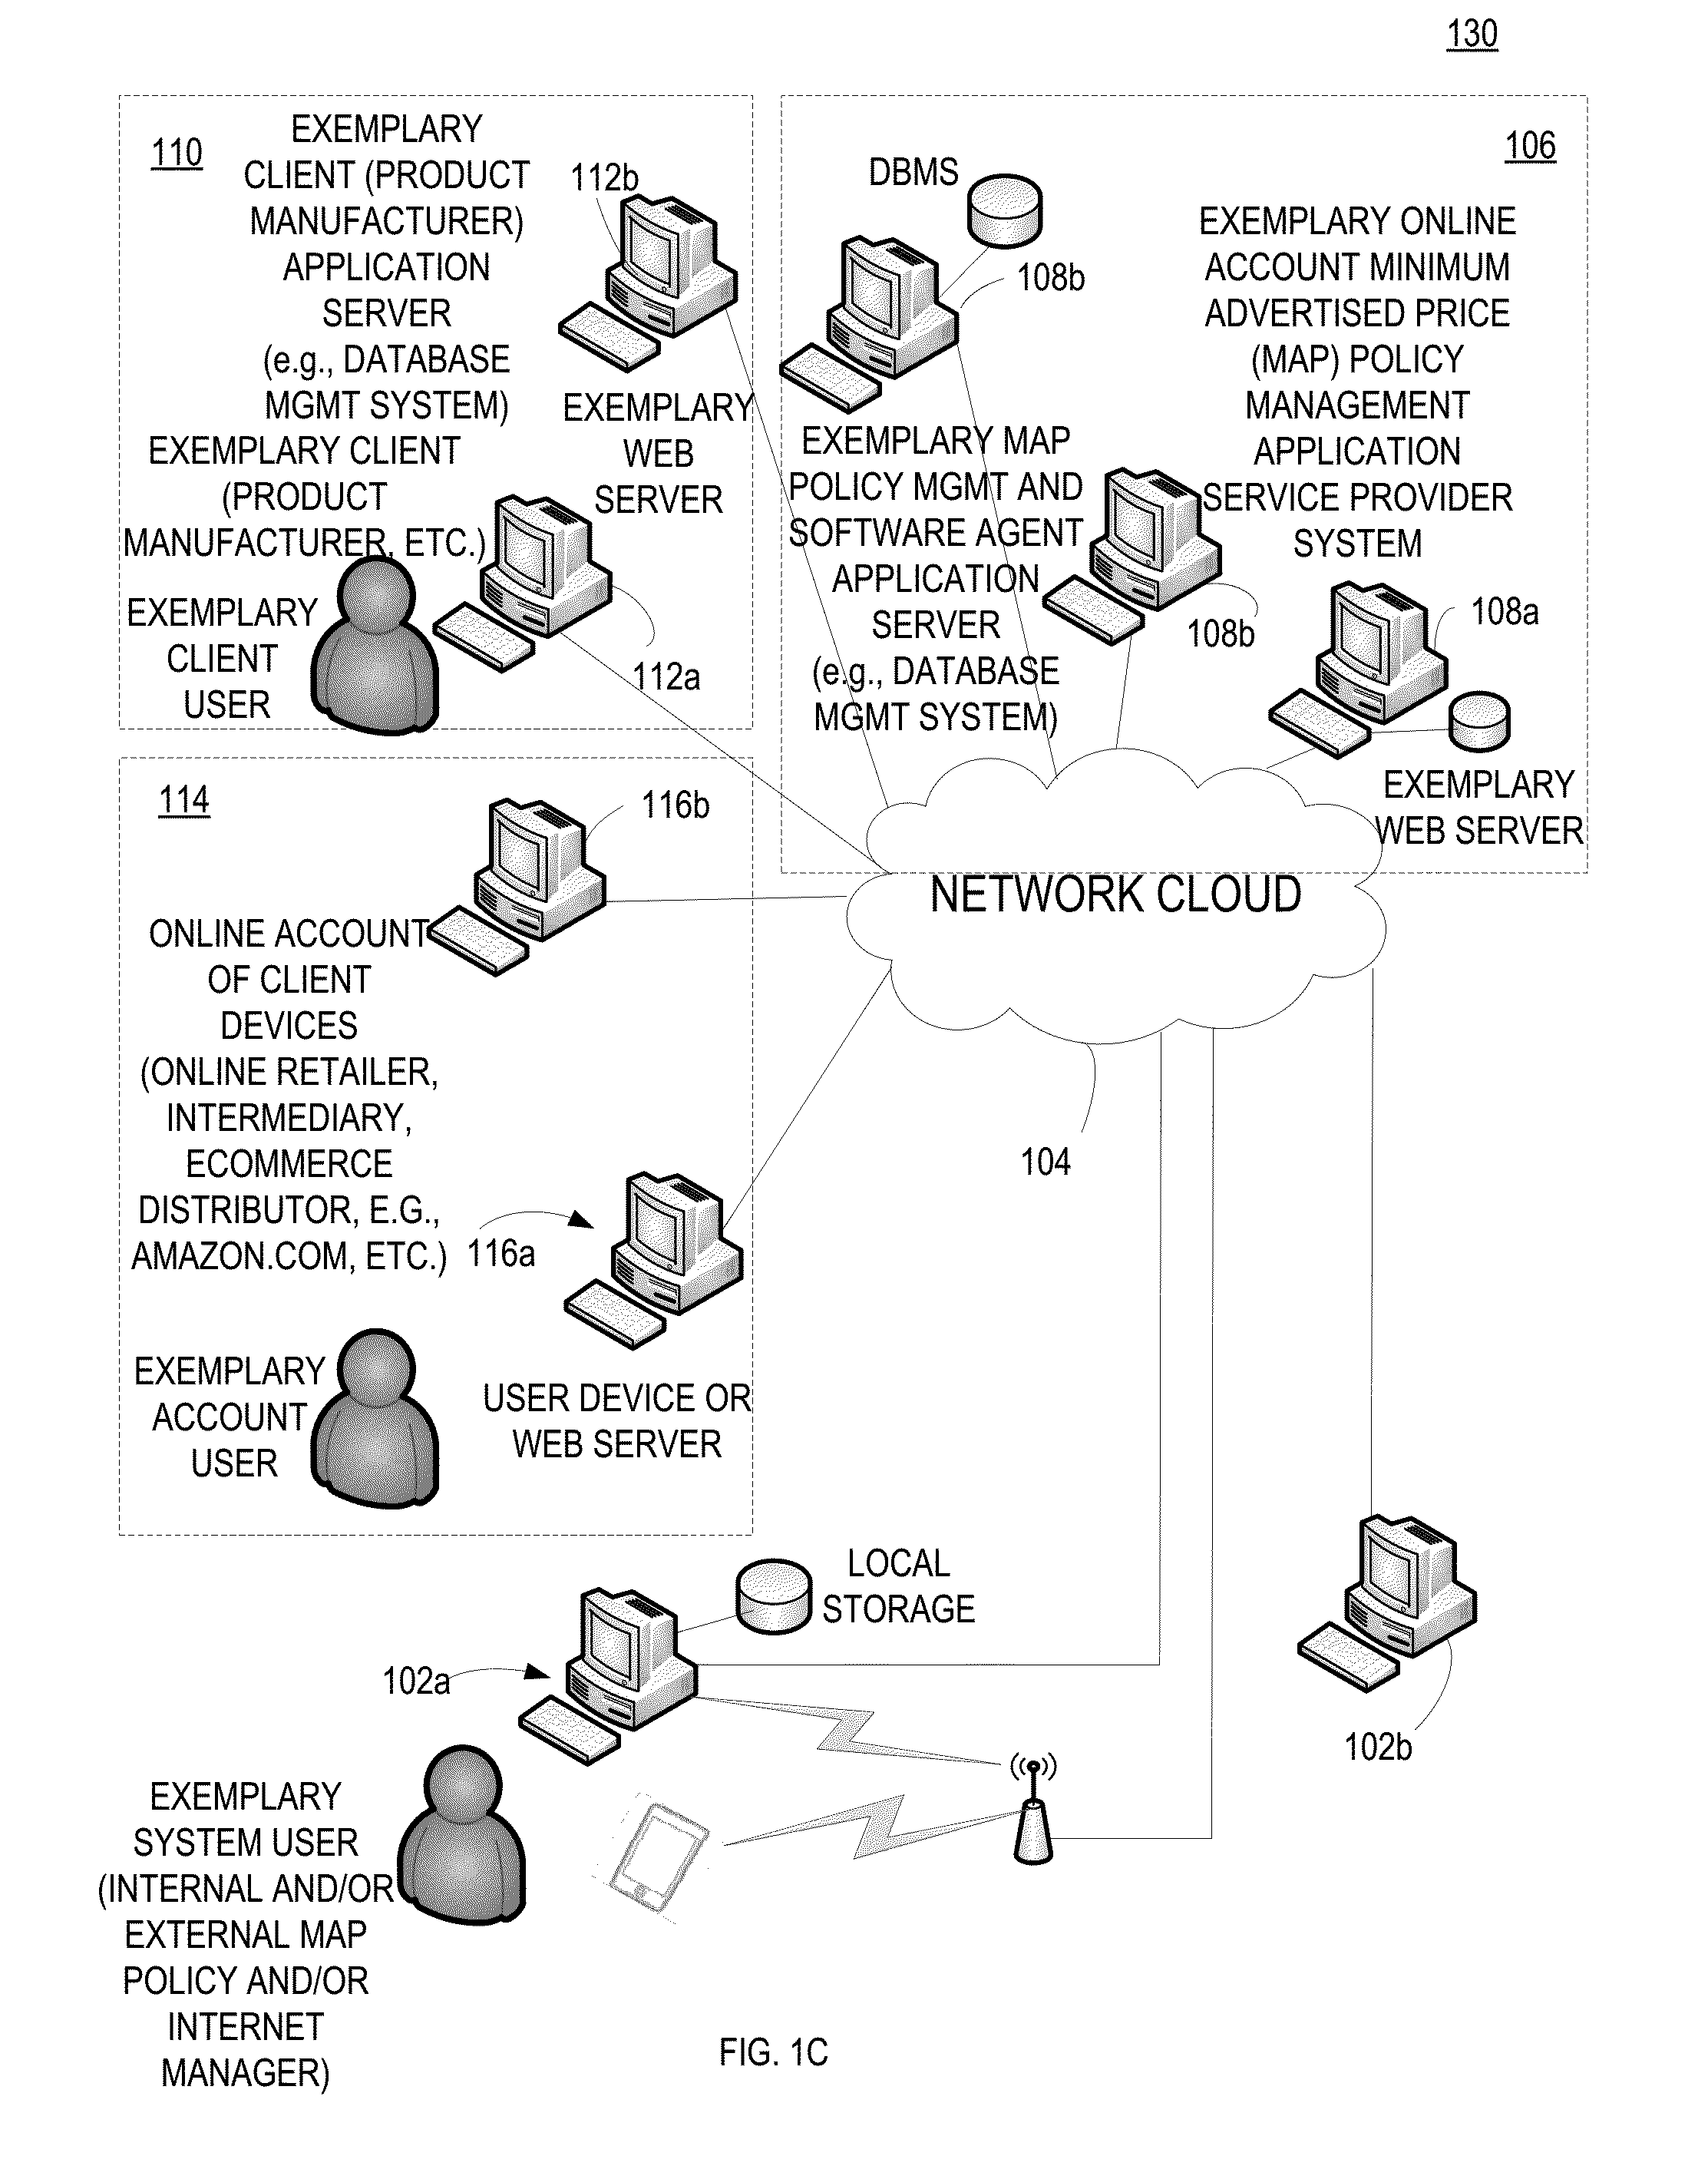 130
110
EXEMPLARY
CLIENT (PRODUCT
MANUFACTURER)
APPLICATION
SERVER
(e.g., DATABASE
MGMT SYSTEM)
112b
EXEMPLARY
WEB
SERVER
EXEMPLARY CLIENT
(PRODUCT
MANUFACTURER, ETC.)
EXEMPLARY
CLIENT
USER
112a
106
DBMS
108b
EXEMPLARY ONLINE
ACCOUNT MINIMUM
ADVERTISED PRICE
(MAP) POLICY
MANAGEMENT
APPLICATION
SERVICE PROVIDER
SYSTEM
EXEMPLARY MAP
POLICY MGMT AND
SOFTWARE AGENT
APPLICATION
SERVER
(e.g., DATABASE
MGMT SYSTEM)
108b
108a
EXEMPLARY
WEB SERVER
NETWORK CLOUD
104
114
116b
ONLINE ACCOUNT
OF CLIENT
DEVICES
(ONLINE RETAILER,
INTERMEDIARY,
ECOMMERCE
DISTRIBUTOR, E.G.,
AMAZON.COM, ETC.)
116a
EXEMPLARY
ACCOUNT
USER
USER DEVICE OR
WEB SERVER
LOCAL
STORAGE
102a
102b
EXEMPLARY
SYSTEM USER
(INTERNAL AND/OR
EXTERNAL MAP
POLICY AND/OR
INTERNET
MANAGER)
FIG. 1C